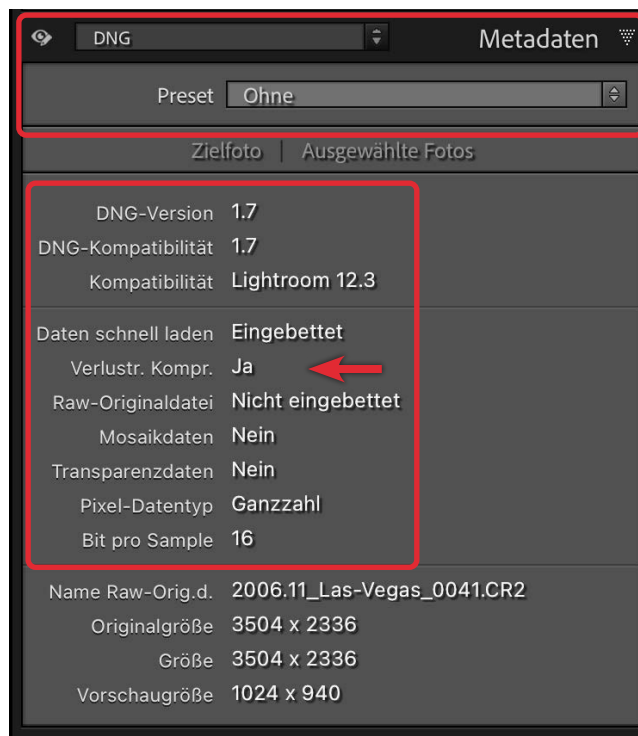 DNG Metadaten
Preset Ohne
Zielfoto | Ausgewählte Fotos
DNG-Version 1.7
DNG-Kompatibilität 1.7
Kompatibilität Lightroom 12.3
Daten schnell laden Eingebettet
Verlustr. Kompr. Ja
Raw-Originaldatei Nicht eingebettet
Mosaikdaten Nein
Transparenzdaten Nein
Pixel-Datentyp Ganzzahl
Bit pro Sample 16
Name Raw-Orig.d. 2006.11_Las-Vegas_0041.CR2
Originalgröße 3504 x 2336
Größe 3504 x 2336
Vorschaugröße 1024 x 940